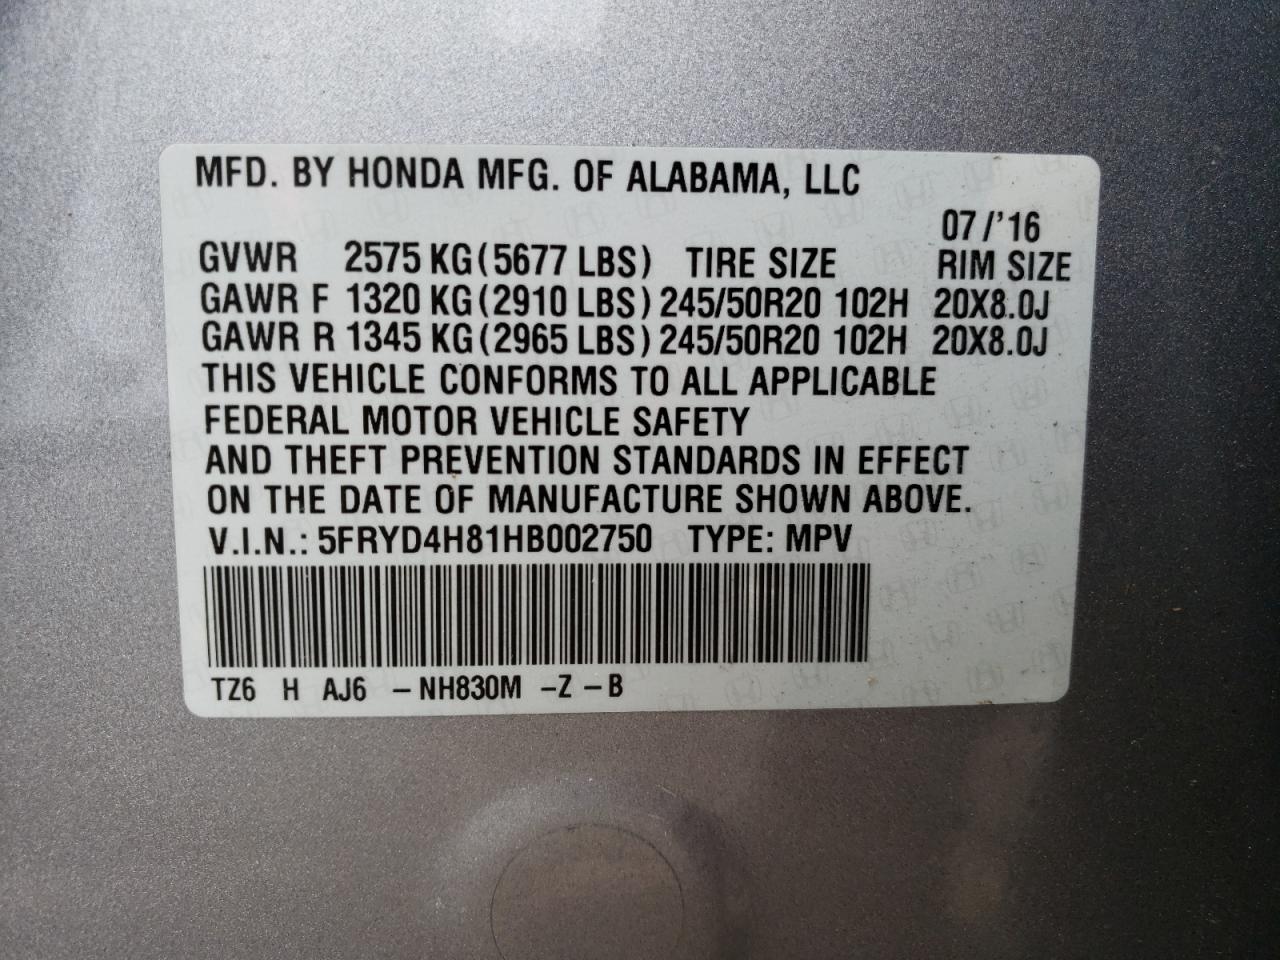 MFD. BY HONDA MFG. OF ALABAMA, LLC
07/'16
GVWR 2575 KG(5677 LBS) TIRE SIZE RIM SIZE
GAWR F 1320 KG(2910 LBS) 245/50R20 102H 20X8.0J
GAWR R 1345 KG(2965 LBS) 245/50R20 102H 20X8.0J
THIS VEHICLE CONFORMS TO ALL APPLICABLE
FEDERAL MOTOR VEHICLE SAFETY
AND THEFT PREVENTION STANDARDS IN EFFECT
ON THE DATE OF MANUFACTURE SHOWN ABOVE.
V.I.N.: 5FRYD4H81HB002750 TYPE: MPV
TZ6 H AJ6 -NH830M -Z -B